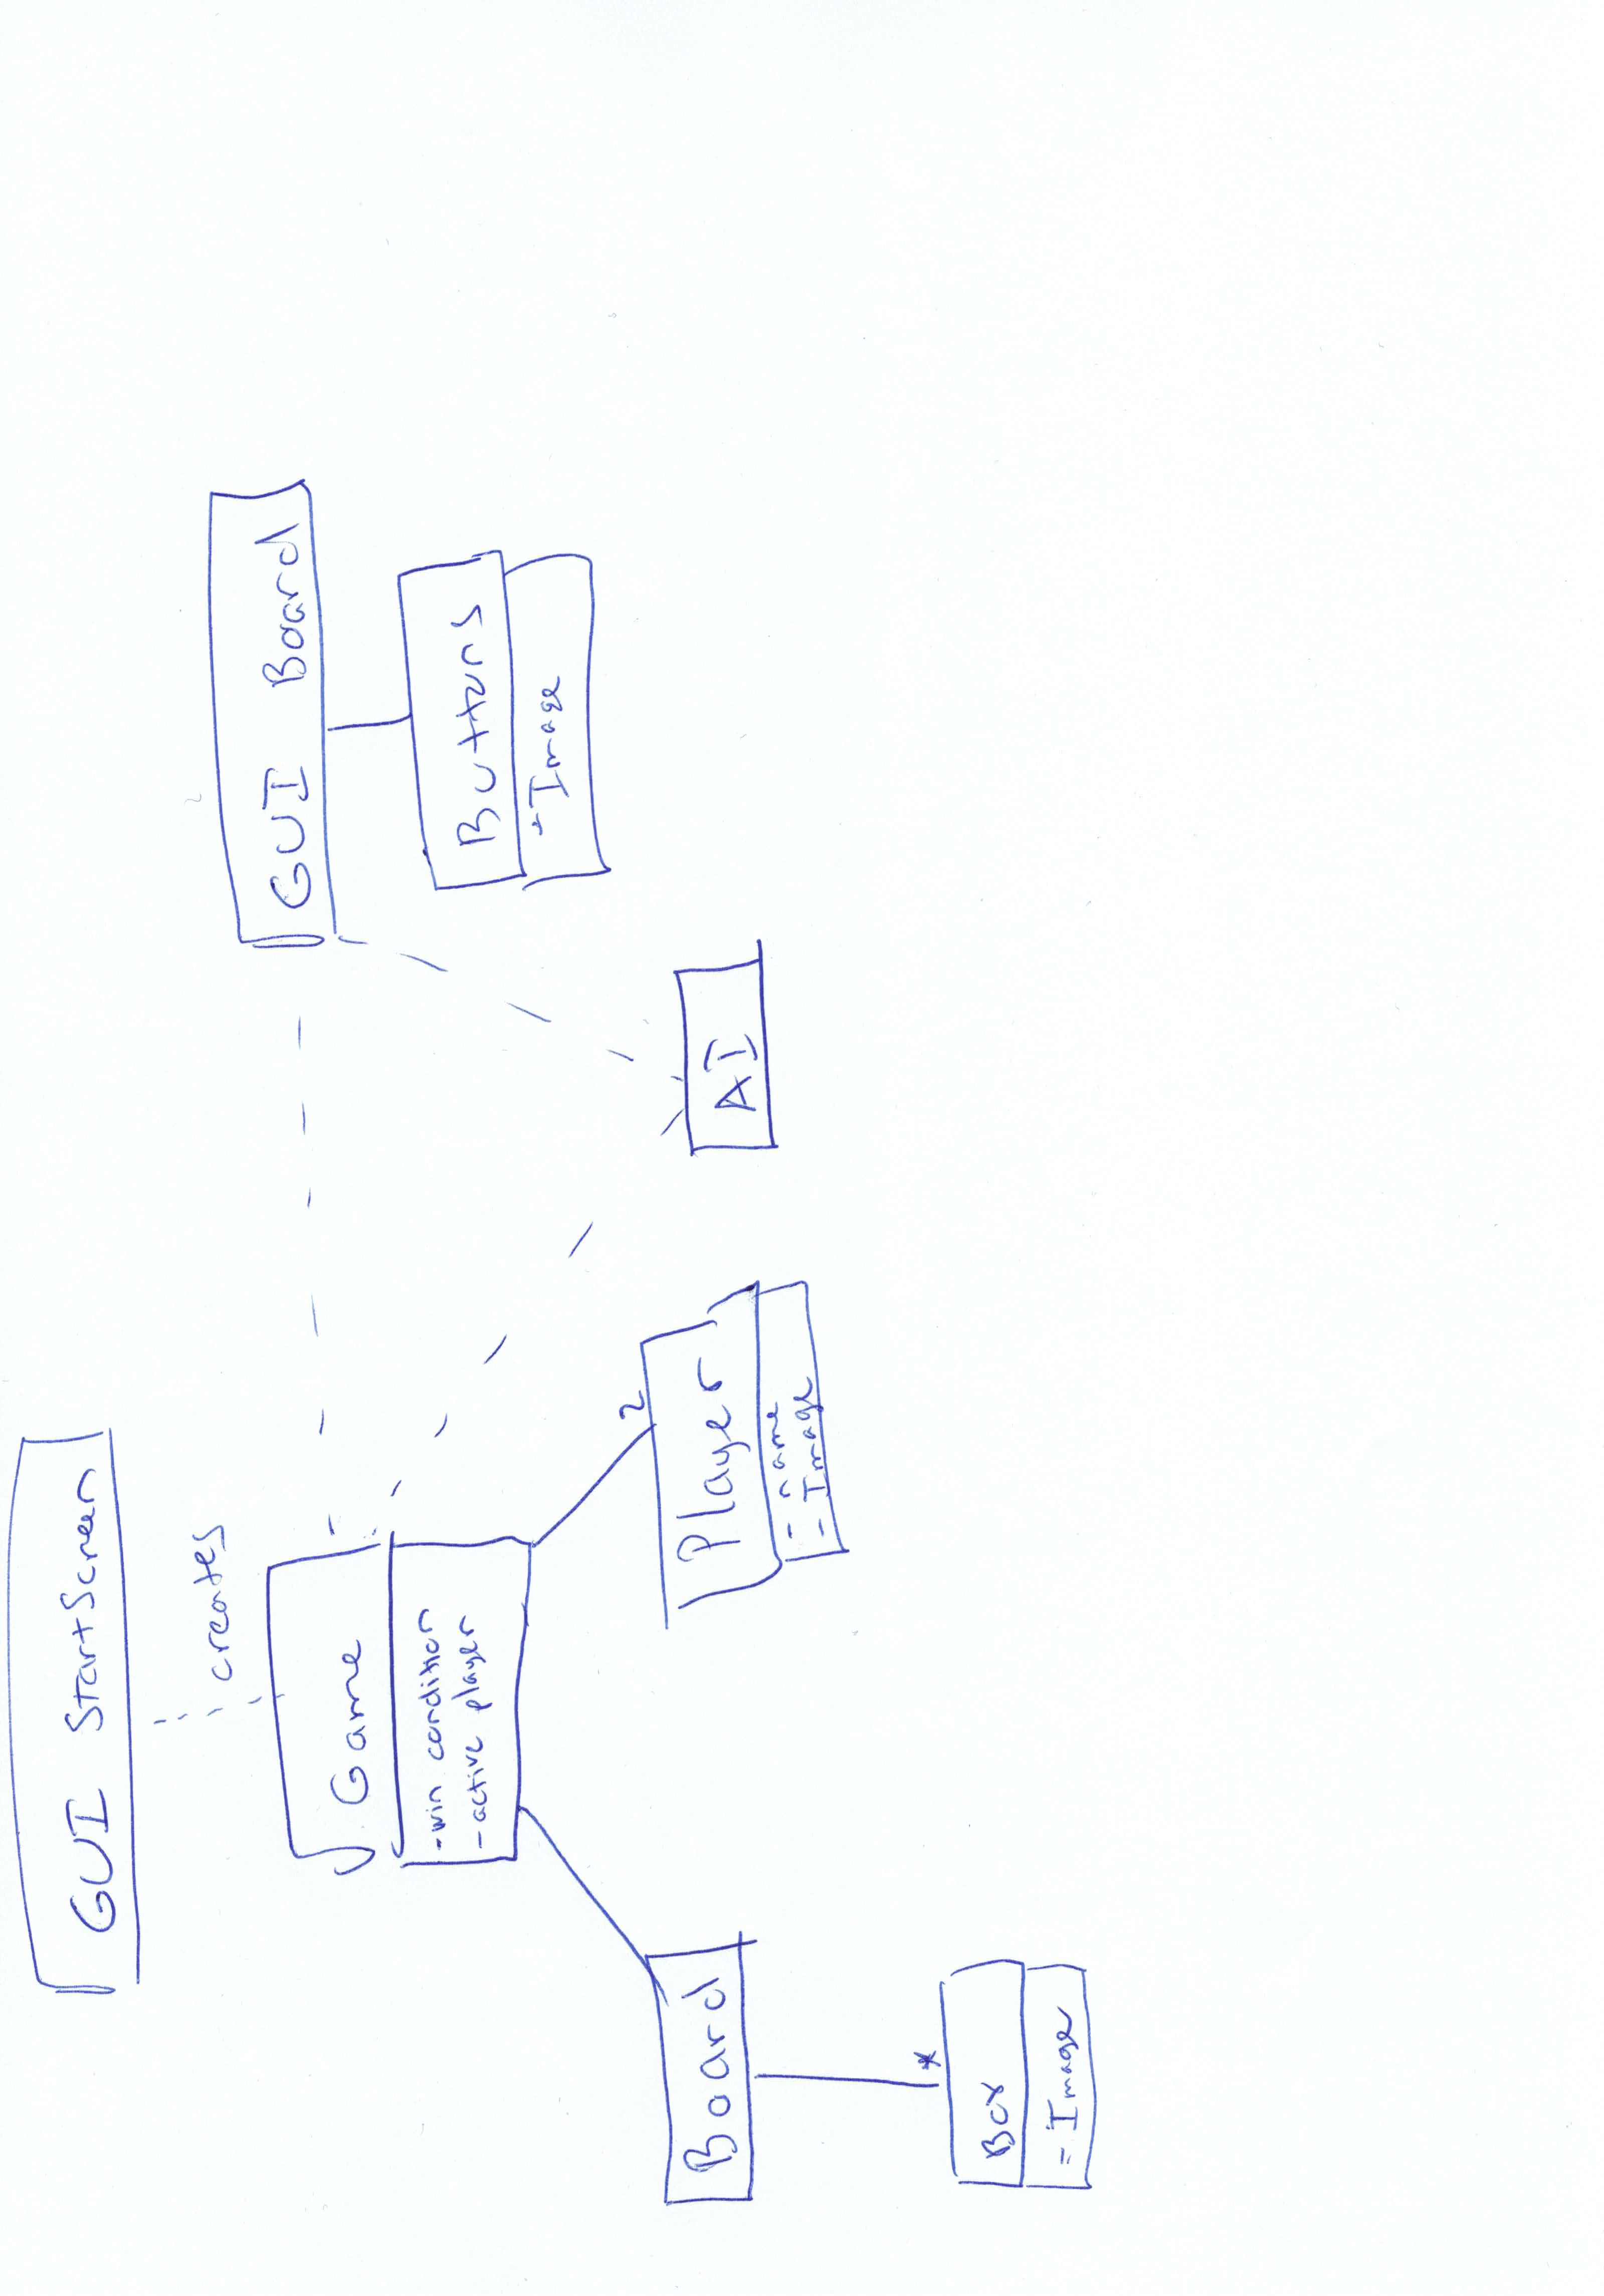 GUI StartScreen
creates
GUI Board
Game
-win condition
-active player
Buttons
-Image
2
AI
Board
Player
- name
- Image
*
Box
= Image